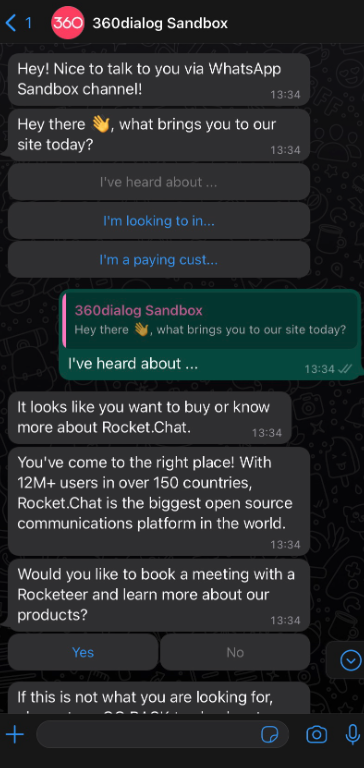 1
360
360dialog Sandbox
Hey! Nice to talk to you via WhatsApp
Sandbox channel!
13:34
Hey there 👋, what brings you to our
site today?
13:34
I've heard about ...
I'm looking to in...
I'm a paying cust...
360dialog Sandbox
Hey there 👋, what brings you to our site today?
I've heard about ...
13:34
It looks like you want to buy or know
more about Rocket.Chat.
13:34
You've come to the right place! With
12M+ users in over 150 countries,
Rocket.Chat is the biggest open source
communications platform in the world.
13:34
Would you like to book a meeting with a
Rocketeer and learn more about our
products?
13:34
Yes
No
If this is not what you are looking for,